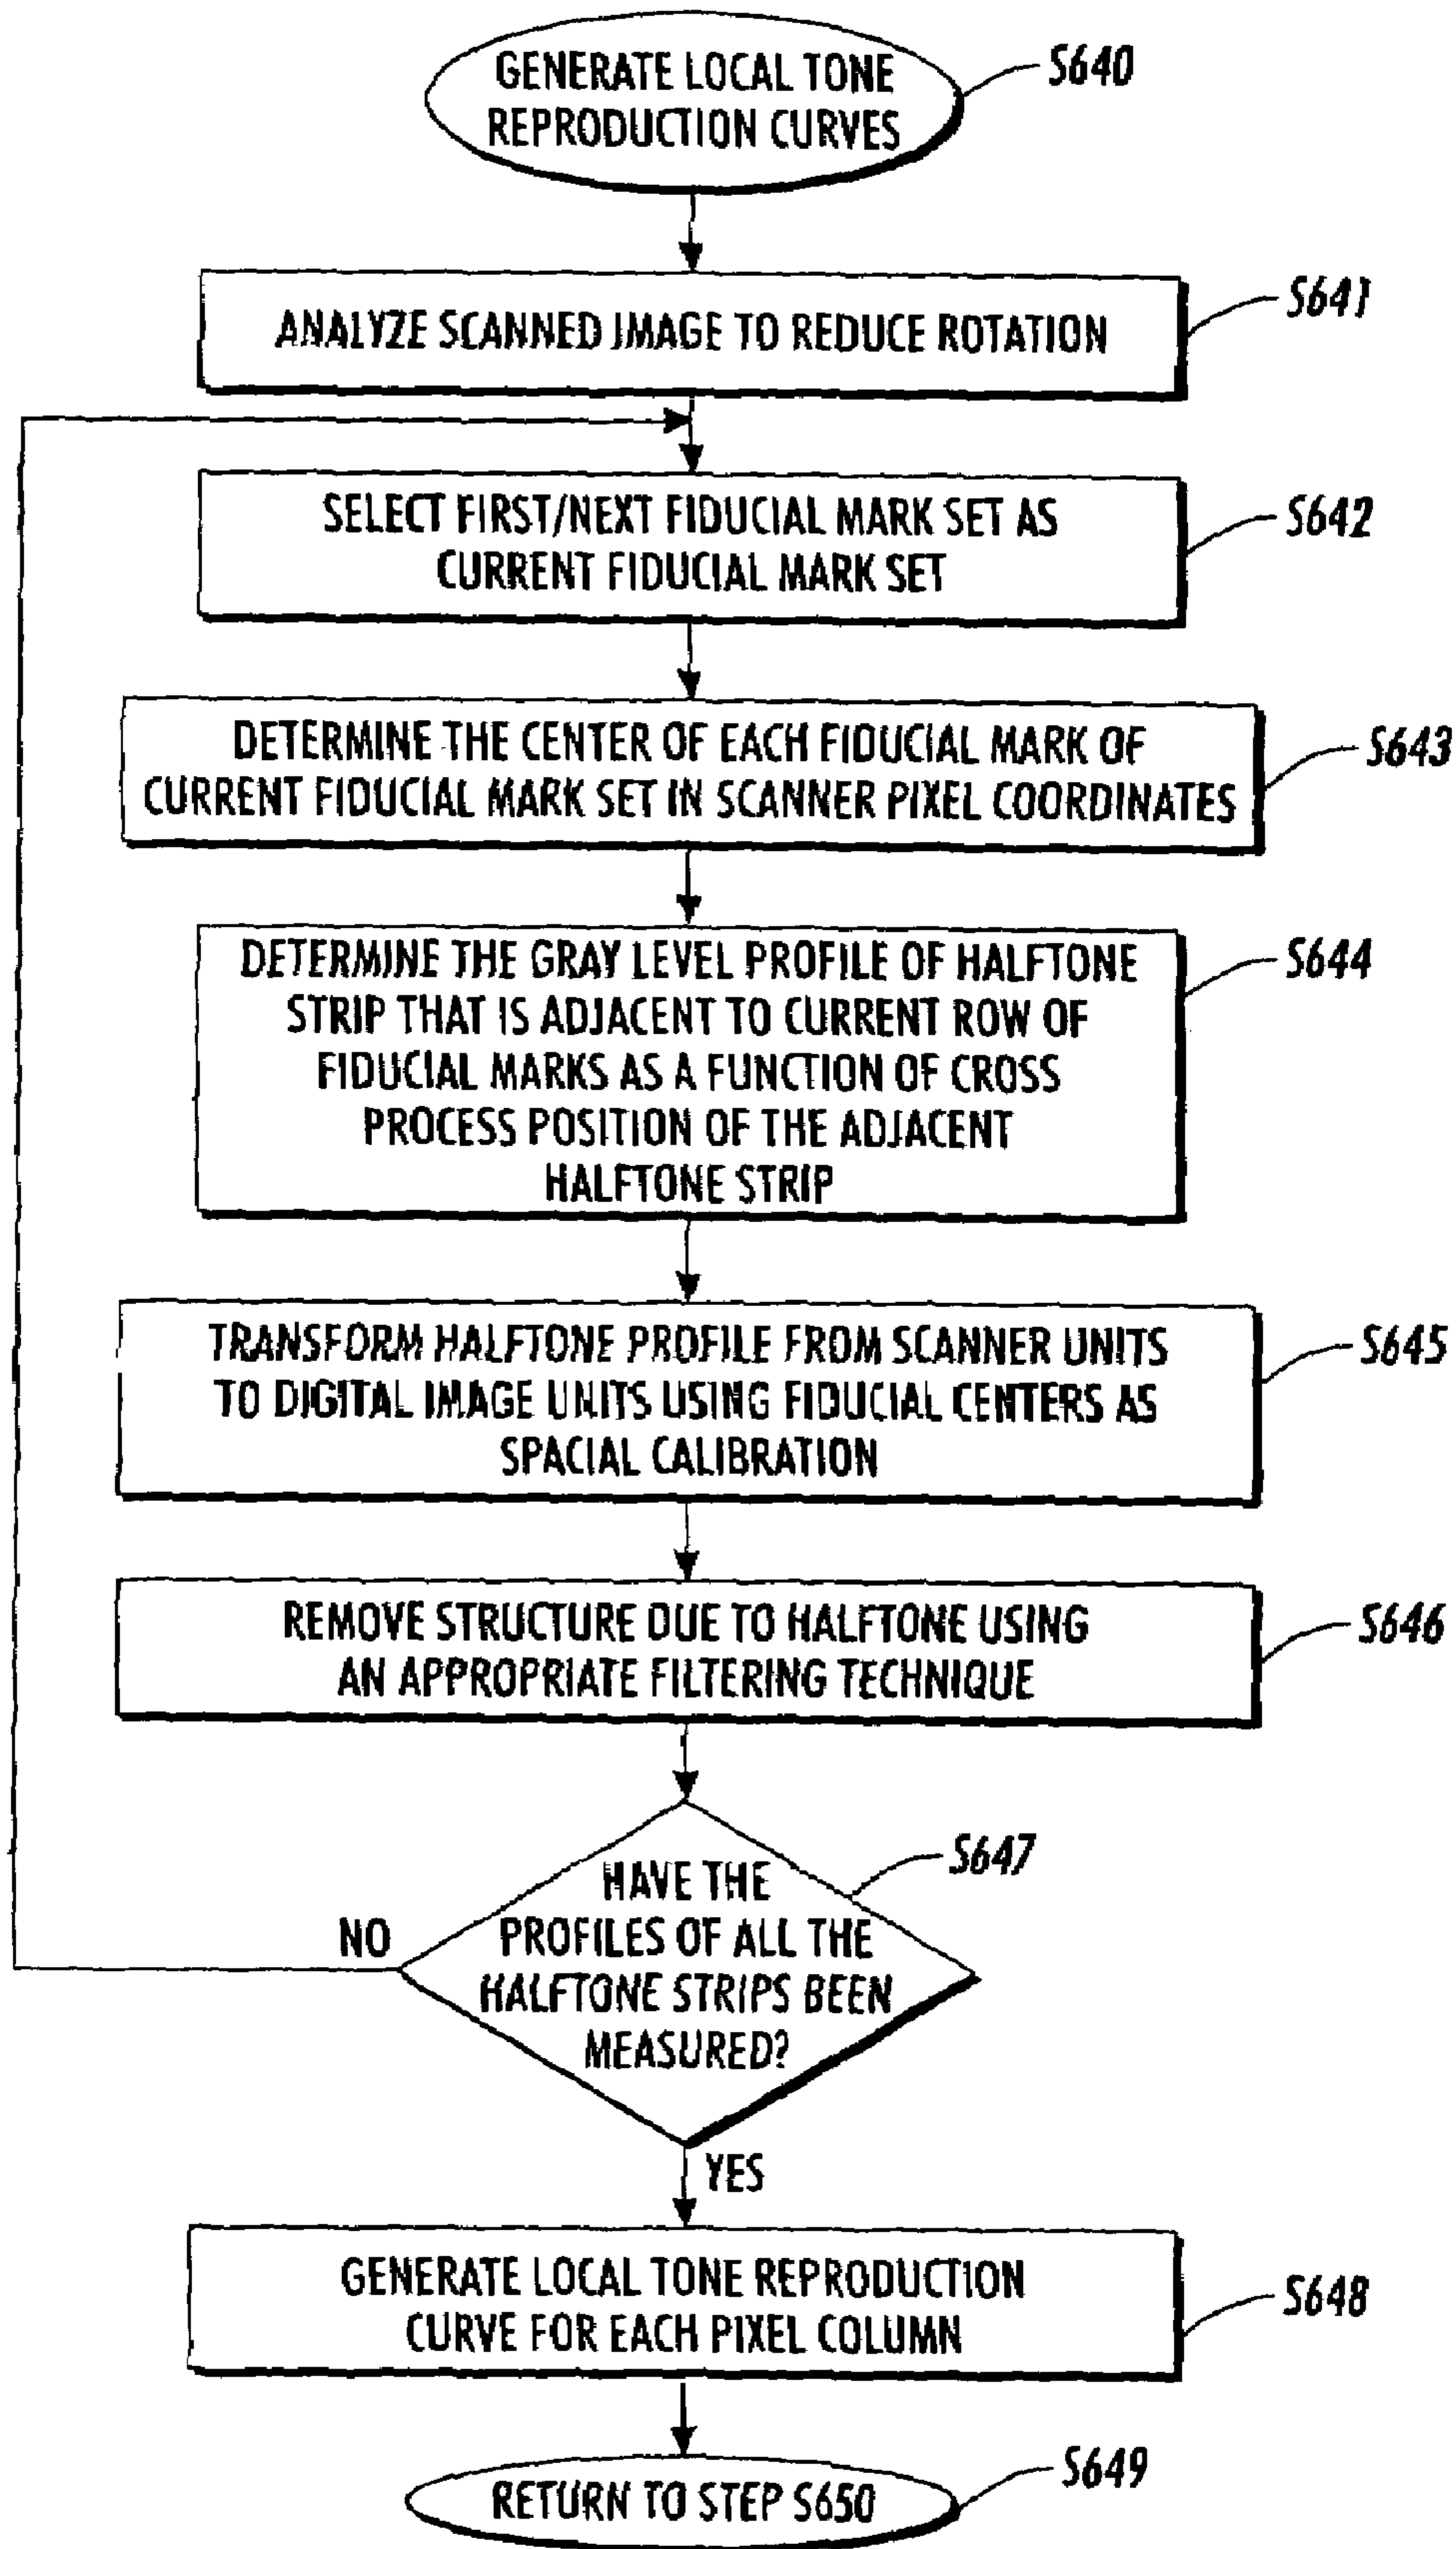 GENERATE LOCAL TONE
REPRODUCTION CURVES
S640
ANALYZE SCANNED IMAGE TO REDUCE ROTATION
S641
SELECT FIRST/NEXT FIDUCIAL MARK SET AS
CURRENT FIDUCIAL MARK SET
S642
DETERMINE THE CENTER OF EACH FIDUCIAL MARK OF
CURRENT FIDUCIAL MARK SET IN SCANNER PIXEL COORDINATES
S643
DETERMINE THE GRAY LEVEL PROFILE OF HALFTONE
STRIP THAT IS ADJACENT TO CURRENT ROW OF
FIDUCIAL MARKS AS A FUNCTION OF CROSS
PROCESS POSITION OF THE ADJACENT
HALFTONE STRIP
S644
TRANSFORM HALFTONE PROFILE FROM SCANNER UNITS
TO DIGITAL IMAGE UNITS USING FIDUCIAL CENTERS AS
SPACIAL CALIBRATION
S645
REMOVE STRUCTURE DUE TO HALFTONE USING
AN APPROPRIATE FILTERING TECHNIQUE
S646
HAVE THE
PROFILES OF ALL THE
HALFTONE STRIPS BEEN
MEASURED?
S647
NO
YES
GENERATE LOCAL TONE REPRODUCTION
CURVE FOR EACH PIXEL COLUMN
S648
RETURN TO STEP S650
S649